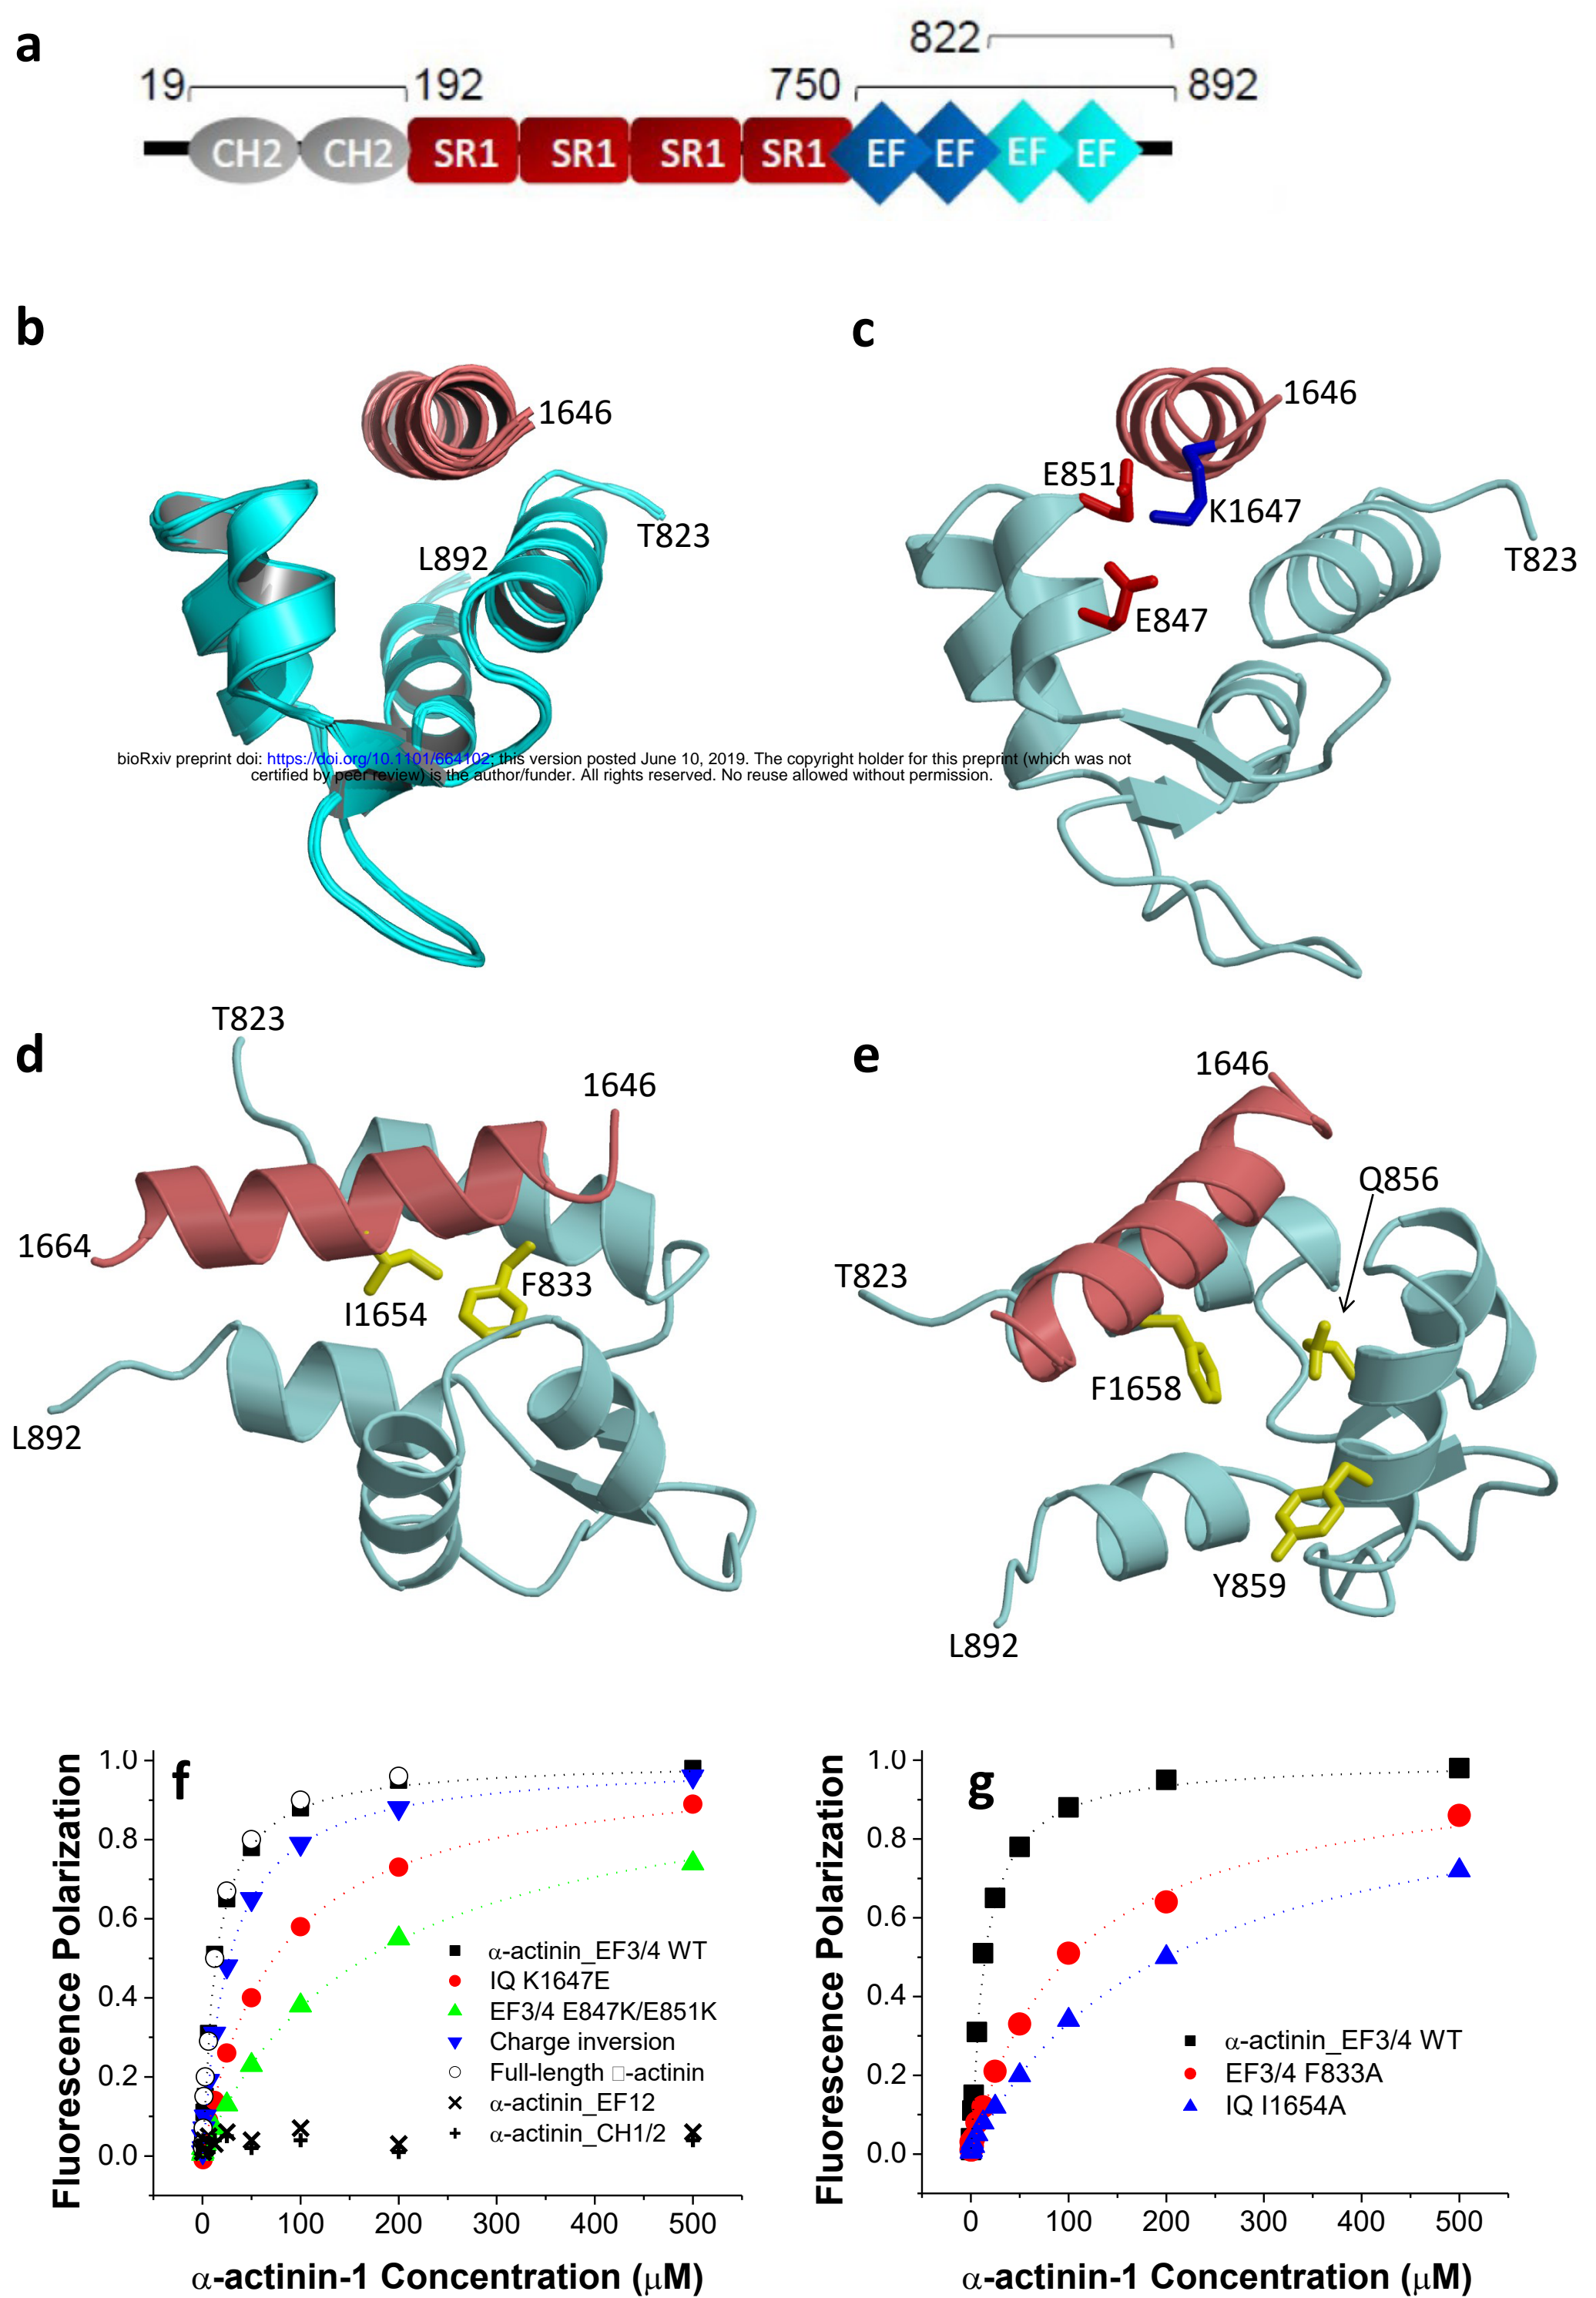 a
822
19 192 750 892
CH2 CH2 SR1 SR1 SR1 SR1 EF EF EF EF
b
1646
L892
T823
c
1646
E851
K1647
T823
E847
bioRxiv preprint doi: https://doi.org/10.1101/664102; this version posted June 10, 2019. The copyright holder for this preprint (which was not
certified by peer review) is the author/funder. All rights reserved. No reuse allowed without permission.
d
T823
1646
1664
I1654
F833
L892
e
1646
Q856
T823
F1658
Y859
L892
f
Fluorescence Polarization
1.0
0.8
0.6
0.4
0.2
0.0
α-actinin_EF3/4 WT
IQ K1647E
EF3/4 E847K/E851K
Charge inversion
Full-length □-actinin
α-actinin_EF12
α-actinin_CH1/2
0 100 200 300 400 500
α-actinin-1 Concentration (μM)
g
Fluorescence Polarization
1.0
0.8
0.6
0.4
0.2
0.0
α-actinin_EF3/4 WT
EF3/4 F833A
IQ I1654A
0 100 200 300 400 500
α-actinin-1 Concentration (μM)